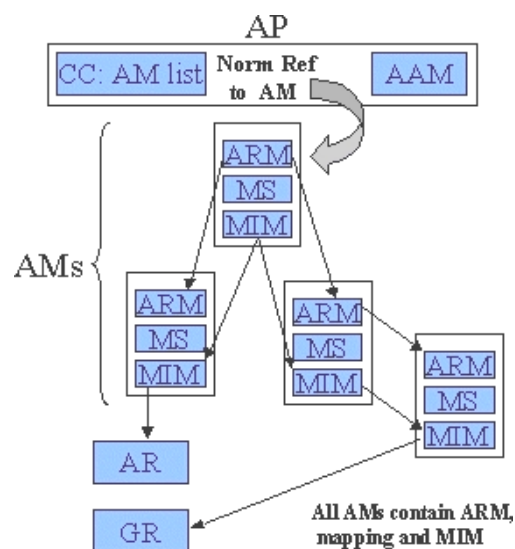 AP
CC: AM list
Norm Ref
to AM
AAM
AMs
ARM
MS
MIM
ARM
MS
MIM
ARM
MS
MIM
ARM
MS
MIM
AR
GR
All AMs contain ARM,
mapping and MIM